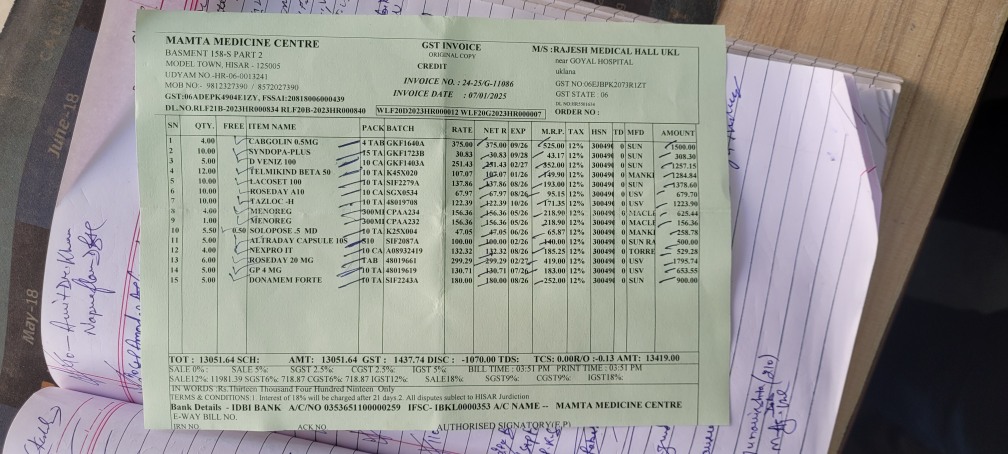 MAMTA MEDICINE CENTRE
BASMENT 158-S PART 2
MODEL TOWN, HISAR - 125005
UDYAM NO -HR-06-0013241
MOB NO:- 9812327390 / 8572027390
GST:06ADEPK4904E1ZY, FSSAI:20818006000439
DL.NO.RLF21B-2023HR000834 RLF20B-2023HR000840 WLF20D2023HR000012 WLF20G2023HR000007
GST INVOICE
ORIGINAL COPY
CREDIT
INVOICE NO. : 24-25/G-11086
INVOICE DATE : 07/01/2025
M/S :RAJESH MEDICAL HALL UKL
near GOYAL HOSPITAL
uklana
GST NO:06EJBPK2073R1ZT
GST STATE 06
ORDER NO :
SN QTY. FREE ITEM NAME PACK BATCH RATE NET R EXP M.R.P. TAX HSN TD MFD AMOUNT
1 4.00 CABGOLIN 0.5MG 4 TAB GKF1640A 375.00 375.00 09/26 525.00 12% 30049 0 SUN 1500.00
2 10.00 SYNDOPA-PLUS 15 TA GKF1723B 30.83 30.83 09/28 43.17 12% 30049 0 SUN 308.30
3 5.00 D VENIZ 100 10 CA GKF1403A 251.43 251.43 02/27 352.00 12% 30049 0 SUN 1257.15
4 12.00 TELMIKIND BETA 50 10 TA K45X020 107.07 107.07 01/26 149.90 12% 30049 0 MANKI 1284.84
5 10.00 LACOSET 100 10 TA SIF2279A 137.86 137.86 08/26 193.00 12% 30049 0 SUN 1378.60
6 10.00 ROSEDAY A10 10 CA SGX0534 67.97 67.97 08/26 95.15 12% 30049 0 USV 679.70
7 10.00 TAZLOC -H 10 TA 48019708 122.39 122.39 10/26 171.35 12% 30049 0 USV 1223.90
8 4.00 MENOREG 300MI CPAA234 156.36 156.36 05/26 218.90 12% 30049 0 MACLE 625.44
9 1.00 MENOREG 300MI CPAA232 156.36 156.36 05/26 218.90 12% 30049 0 MACLE 156.36
10 5.50 0.50 SOLOPOSE .5 MD 10 TA K25X004 47.05 47.05 06/26 65.87 12% 30049 0 MANKI 258.78
11 5.00 ALTRADAY CAPSULE 10S S10 SIF2087A 100.00 100.00 02/26 140.00 12% 30049 0 SUN RA 500.00
12 4.00 NEXPRO IT 10 CA A08932419 132.32 132.32 08/26 185.25 12% 30049 0 TORRE 529.28
13 6.00 ROSEDAY 20 MG TAB 48019661 299.29 299.29 02/27 419.00 12% 30049 0 USV 1795.74
14 5.00 GP 4 MG 10 TA 48019619 130.71 130.71 07/26 183.00 12% 30049 0 USV 653.55
15 5.00 DONAMEM FORTE 10 TA SIF2243A 180.00 180.00 08/26 252.00 12% 30049 0 SUN 900.00
TOT : 13051.64 SCH: AMT: 13051.64 GST : 1437.74 DISC : -1070.00 TDS: TCS: 0.00R/O :-0.13 AMT: 13419.00
SALE 0% : SALE 5%: SGST 2.5% CGST 2.5% IGST 5% BILL TIME : 03:51 PM PRINT TIME : 03:51 PM
SALE12%: 11981.39 SGST6%: 718.87 CGST6%: 718.87 IGST12%: SALE18%: SGST9%: CGST9%: IGST18%:
IN WORDS :Rs.Thirteen Thousand Four Hundred Ninteen Only
TERMS & CONDITIONS 1. Interest of 18% will be charged after 21 days 2. All disputes subject to HISAR Jurdiction
Bank Details - IDBI BANK A/C/NO 0353651100000259 IFSC- IBKL0000353 A/C NAME -- MAMTA MEDICINE CENTRE
E-WAY BILL NO.
IRN NO. ACK NO. AUTHORISED SIGNATORY(F.P)
June-18
May-18